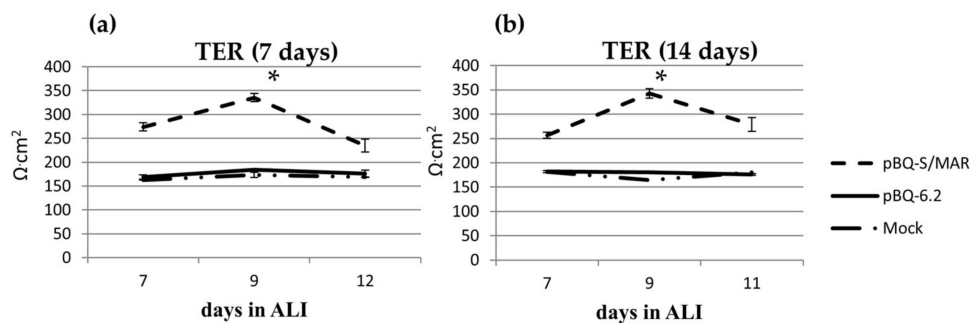 (a)
TER (7 days)
*
400
350
300
250
200
150
100
50
0
Ω·cm²
7
9
12
days in ALI
(b)
TER (14 days)
*
400
350
300
250
200
150
100
50
0
Ω·cm²
7
9
11
days in ALI
pBQ-S/MAR
pBQ-6.2
Mock